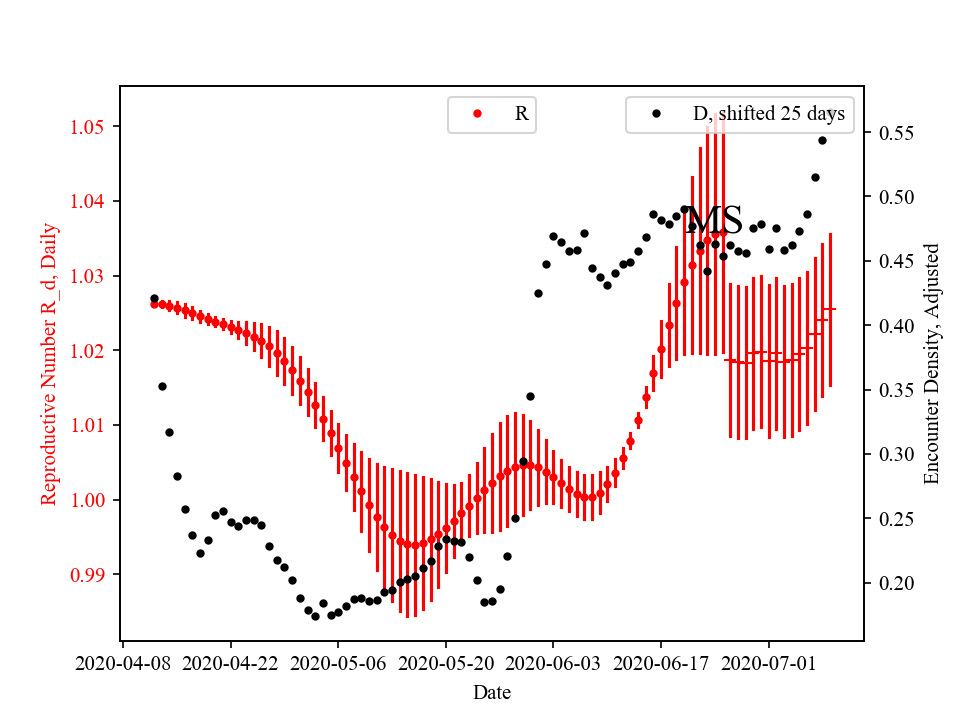 R
D, shifted 25 days
MS
Reproductive Number R_d, Daily
1.05
1.04
1.03
1.02
1.01
1.00
0.99
0.55
0.50
0.45
0.40
0.35
0.30
0.25
0.20
Encounter Density, Adjusted
2020-04-08 2020-04-22 2020-05-06 2020-05-20 2020-06-03 2020-06-17 2020-07-01
Date